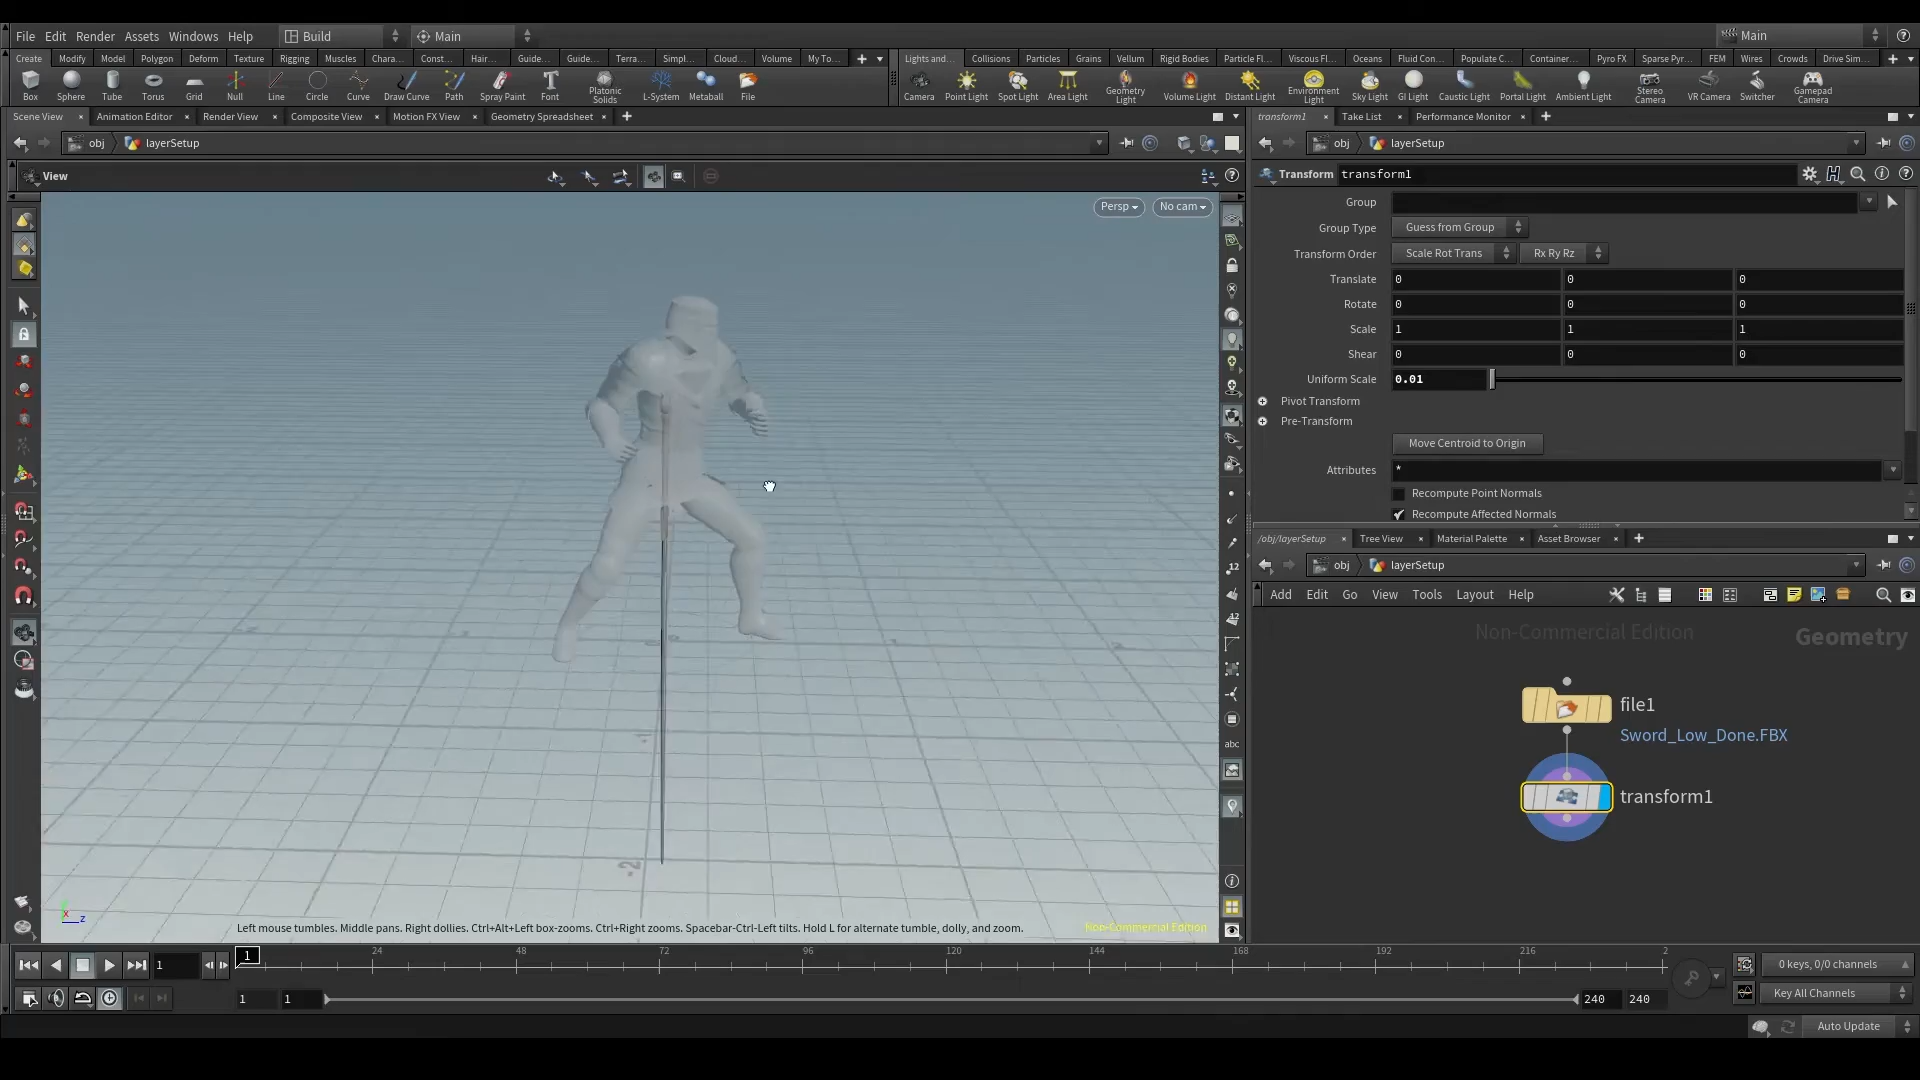 File Edit Render Assets Windows Help Build Main Main
Create Modify Model Polygon Deform Texture Rigging Muscles Chara... Const... Hair... Guide... Guide... Terra... Simpl... Cloud... Volume My To...
Lights and... Collisions Particles Grains Vellum Rigid Bodies Particle Fl... Viscous Fl... Oceans Fluid Con... Populate C... Container... Pyro FX Sparse Pyr... FEM Wires Crowds Drive Sim...
Box Sphere Tube Torus Grid Null Line Circle Curve Draw Curve Path Spray Paint Font Platonic Solids L-System Metaball File
Camera Point Light Spot Light Area Light Geometry Light Volume Light Distant Light Environment Light Sky Light GI Light Caustic Light Portal Light Ambient Light Stereo Camera VR Camera Switcher Gamepad Camera
Scene View Animation Editor Render View Composite View Motion FX View Geometry Spreadsheet
transform1 Take List Performance Monitor
obj layerSetup
obj layerSetup
View
Persp No cam
Transform transform1
Group
Group Type Guess from Group
Transform Order Scale Rot Trans Rx Ry Rz
Translate 0 0 0
Rotate 0 0 0
Scale 1 1 1
Shear 0 0 0
Uniform Scale 0.01
Pivot Transform
Pre-Transform
Move Centroid to Origin
Attributes *
Recompute Point Normals
Recompute Affected Normals
/obj/layerSetup Tree View Material Palette Asset Browser
obj layerSetup
Add Edit Go View Tools Layout Help
Non-Commercial Edition Geometry
file1
Sword_Low_Done.FBX
transform1
12
12
abc
-2
x z
Left mouse tumbles. Middle pans. Right dollies. Ctrl+Alt+Left box-zooms. Ctrl+Right zooms. Spacebar-Ctrl-Left tilts. Hold L for alternate tumble, dolly, and zoom.
Non-Commercial Edition
1 1 24 48 72 96 120 144 168 192 216 2
0 keys, 0/0 channels
1 1 240 240
Key All Channels
Auto Update